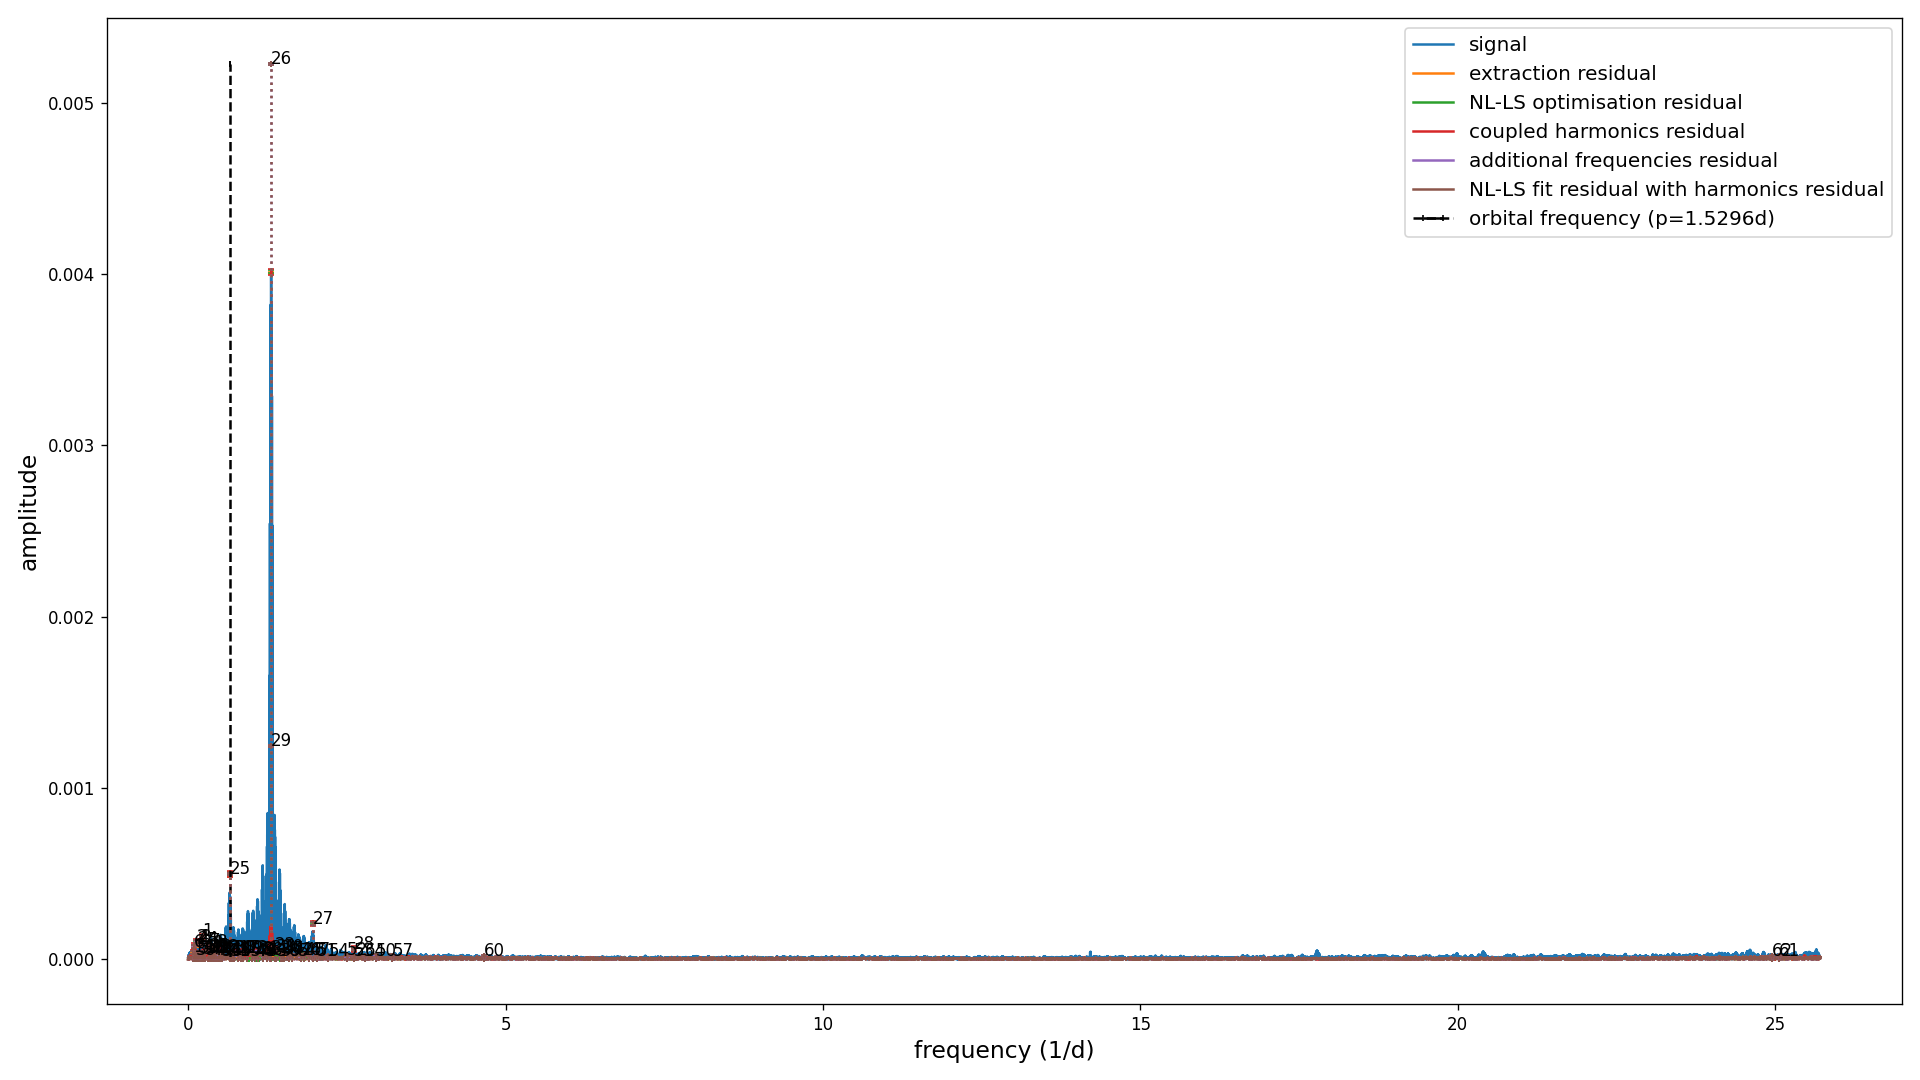 signal
extraction residual
NL-LS optimisation residual
coupled harmonics residual
additional frequencies residual
NL-LS fit residual with harmonics residual
orbital frequency (p=1.5296d)
26
0.005
0.004
0.003
amplitude
0.002
29
0.001
25
27
1
28
57
60
0.000
0
5
10
15
20
25
frequency (1/d)